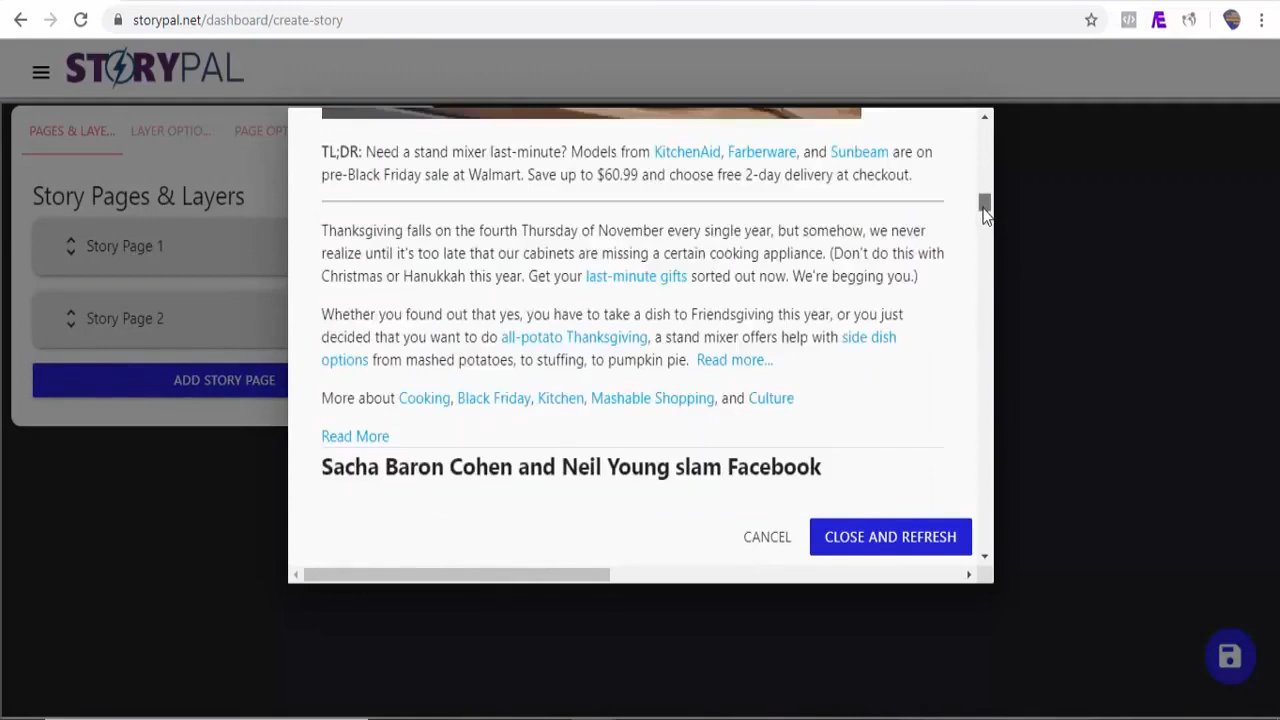 storypal.net/dashboard/create-story
STORYPAL
PAGES & LAYE... LAYER OPTIO... PAGE OPT
Story Pages & Layers
Story Page 1
Story Page 2
ADD STORY PAGE
TL;DR: Need a stand mixer last-minute? Models from KitchenAid, Farberware, and Sunbeam are on
pre-Black Friday sale at Walmart. Save up to $60.99 and choose free 2-day delivery at checkout.
Thanksgiving falls on the fourth Thursday of November every single year, but somehow, we never
realize until it's too late that our cabinets are missing a certain cooking appliance. (Don't do this with
Christmas or Hanukkah this year. Get your last-minute gifts sorted out now. We're begging you.)
Whether you found out that yes, you have to take a dish to Friendsgiving this year, or you just
decided that you want to do all-potato Thanksgiving, a stand mixer offers help with side dish
options from mashed potatoes, to stuffing, to pumpkin pie. Read more...
More about Cooking, Black Friday, Kitchen, Mashable Shopping, and Culture
Read More
Sacha Baron Cohen and Neil Young slam Facebook
CANCEL CLOSE AND REFRESH